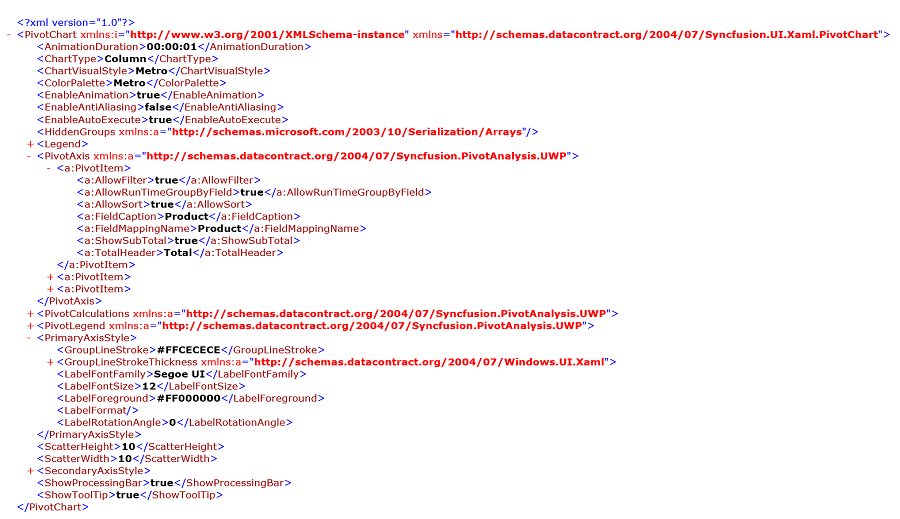 <?xml version="1.0"?>
- <PivotChart xmlns:i="http://www.w3.org/2001/XMLSchema-instance" xmlns="http://schemas.datacontract.org/2004/07/Syncfusion.UI.Xaml.PivotChart">
<AnimationDuration>00:00:01</AnimationDuration>
<ChartType>Column</ChartType>
<ChartVisualStyle>Metro</ChartVisualStyle>
<ColorPalette>Metro</ColorPalette>
<EnableAnimation>true</EnableAnimation>
<EnableAntiAliasing>false</EnableAntiAliasing>
<EnableAutoExecute>true</EnableAutoExecute>
<HiddenGroups xmlns:a="http://schemas.microsoft.com/2003/10/Serialization/Arrays"/>
+ <Legend>
- <PivotAxis xmlns:a="http://schemas.datacontract.org/2004/07/Syncfusion.PivotAnalysis.UWP">
- <a:PivotItem>
<a:AllowFilter>true</a:AllowFilter>
<a:AllowRunTimeGroupByField>true</a:AllowRunTimeGroupByField>
<a:AllowSort>true</a:AllowSort>
<a:FieldCaption>Product</a:FieldCaption>
<a:FieldMappingName>Product</a:FieldMappingName>
<a:ShowSubTotal>true</a:ShowSubTotal>
<a:TotalHeader>Total</a:TotalHeader>
</a:PivotItem>
+ <a:PivotItem>
+ <a:PivotItem>
</PivotAxis>
+ <PivotCalculations xmlns:a="http://schemas.datacontract.org/2004/07/Syncfusion.PivotAnalysis.UWP">
+ <PivotLegend xmlns:a="http://schemas.datacontract.org/2004/07/Syncfusion.PivotAnalysis.UWP">
- <PrimaryAxisStyle>
<GroupLineStroke>#FFCECECE</GroupLineStroke>
+ <GroupLineStrokeThickness xmlns:a="http://schemas.datacontract.org/2004/07/Windows.UI.Xaml">
<LabelFontFamily>Segoe UI</LabelFontFamily>
<LabelFontSize>12</LabelFontSize>
<LabelForeground>#FF000000</LabelForeground>
<LabelFormat/>
<LabelRotationAngle>0</LabelRotationAngle>
</PrimaryAxisStyle>
<ScatterHeight>10</ScatterHeight>
<ScatterWidth>10</ScatterWidth>
+ <SecondaryAxisStyle>
<ShowProcessingBar>true</ShowProcessingBar>
<ShowToolTip>true</ShowToolTip>
</PivotChart>